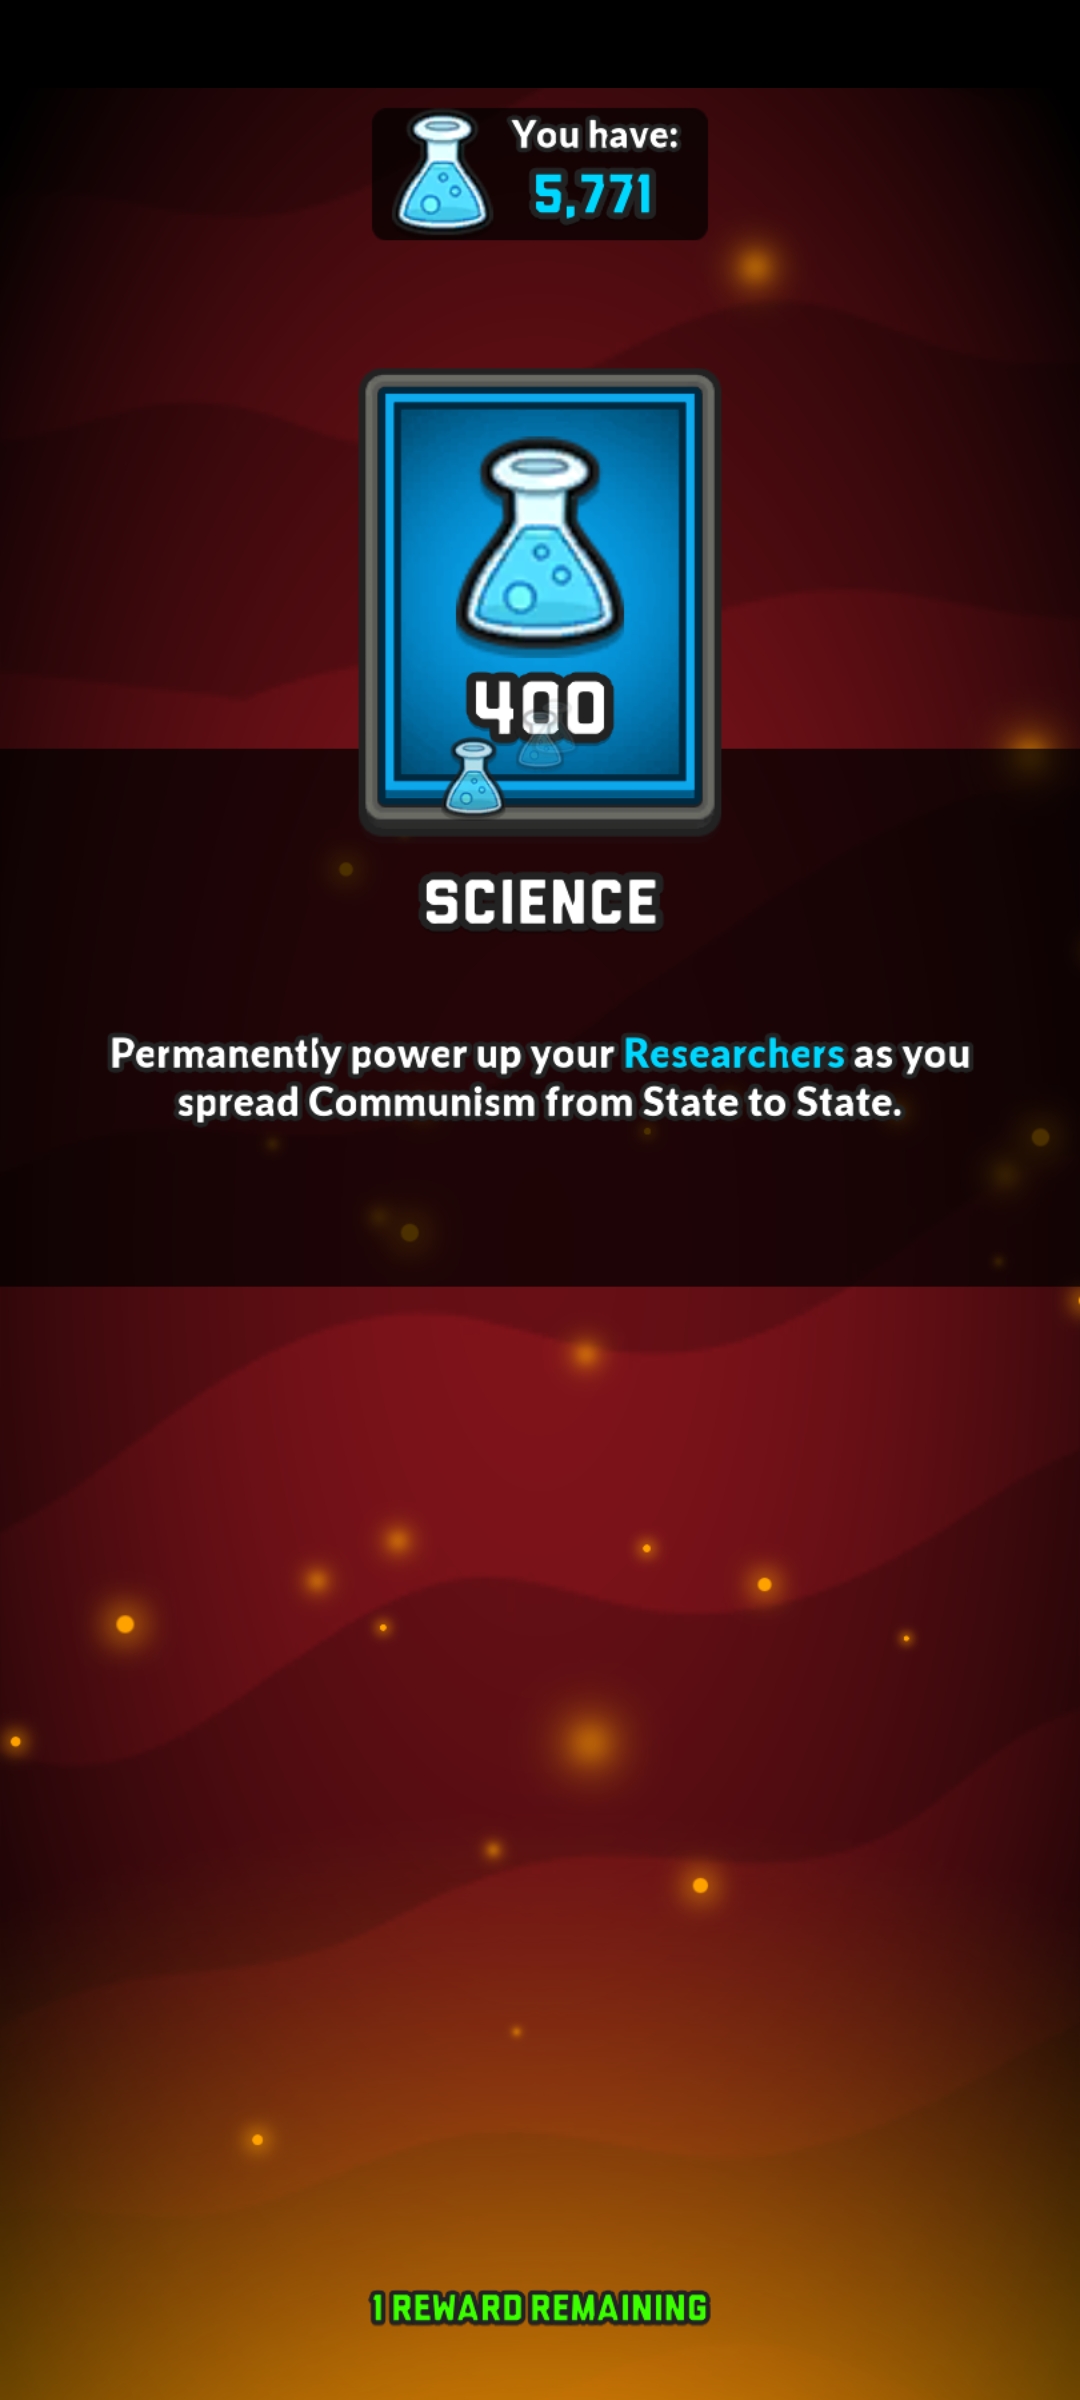 You have:
5,771
400
SCIENCE
Permanently power up your Researchers as you
spread Communism from State to State.
1 REWARD REMAINING